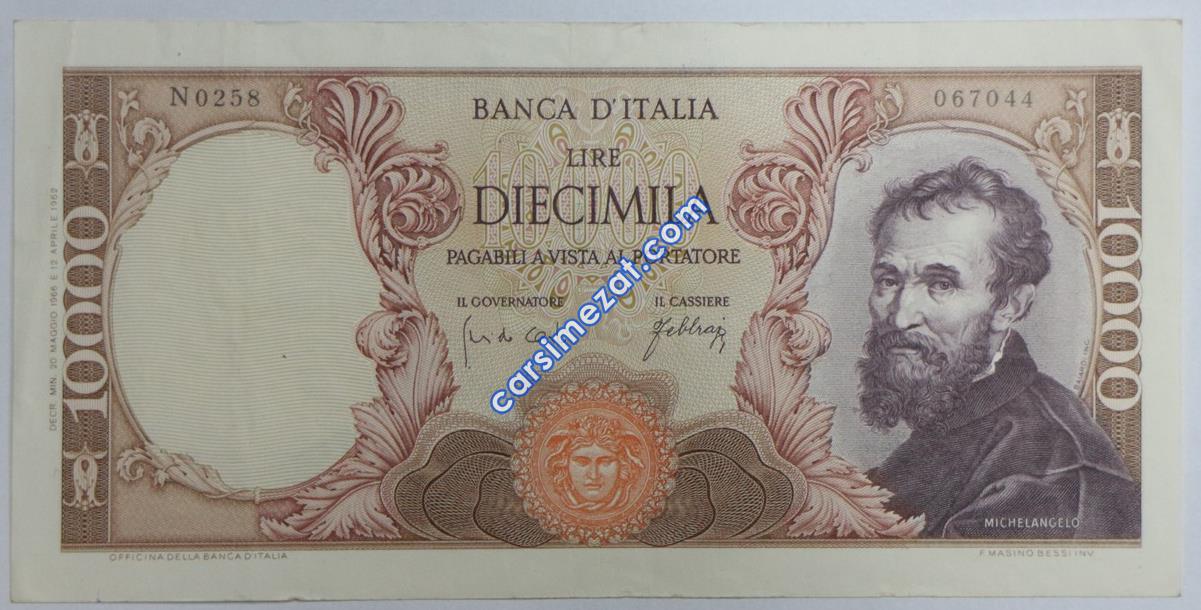 N0258
BANCA D'ITALIA
067044
LIRE
DIECIMILA
PAGABILI A VISTA AL PORTATORE
IL GOVERNATORE
IL CASSIERE
10000
10000
10000
DECR. MIN. 20 MAGGIO 1966 E 12 APRILE 1962
carsimezat.com
MICHELANGELO
OFFICINA DELLA BANCA D'ITALIA
F. MASINO BESSI INV.